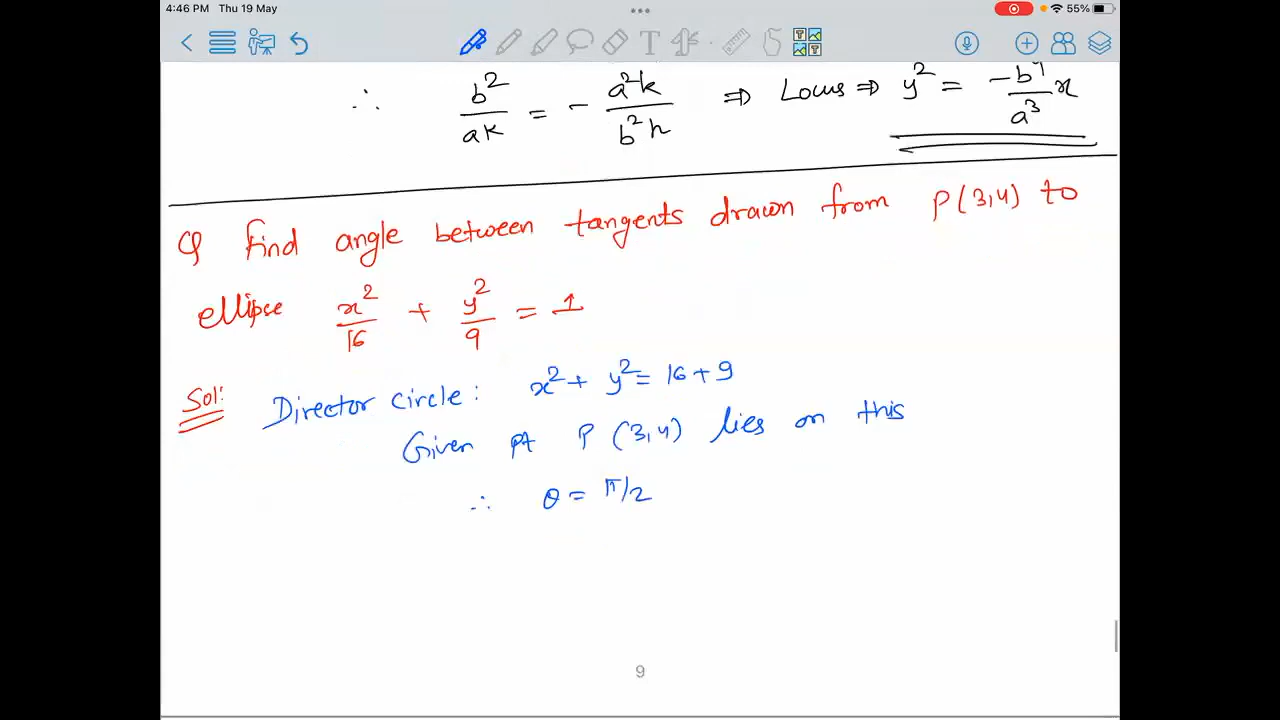 4:46 PM Thu 19 May 55%
∴ b²/ak = - a²k/b²h ⇒ Locus ⇒ y² = -b⁴/a³ x
Q Find angle between tangents drawn from P(3,4) to
ellipse x²/16 + y²/9 = 1
Sol: Director circle: x² + y² = 16 + 9
Given pt P (3,4) lies on this
∴ θ = π/2
9